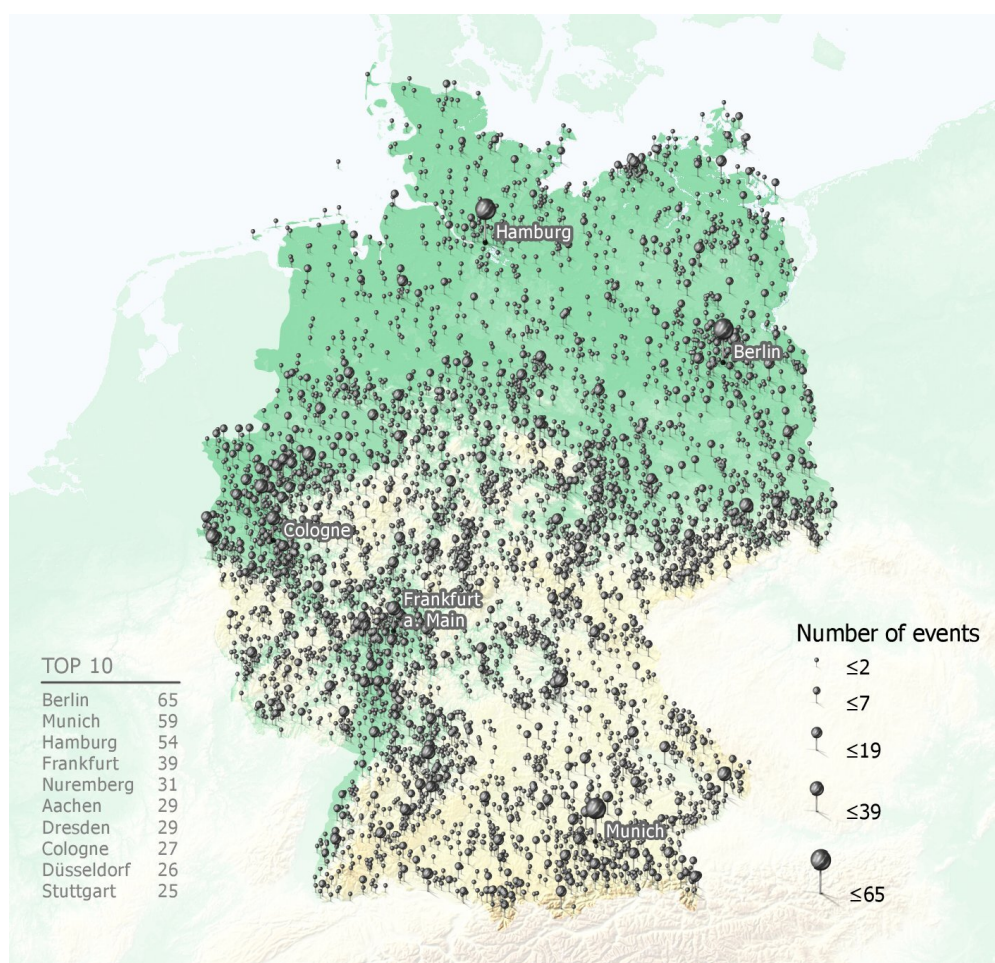 Hamburg
Berlin
Cologne
Frankfurt
a. Main
Munich
TOP 10
Berlin 65
Munich 59
Hamburg 54
Frankfurt 39
Nuremberg 31
Aachen 29
Dresden 29
Cologne 27
Düsseldorf 26
Stuttgart 25
Number of events
≤2
≤7
≤19
≤39
≤65